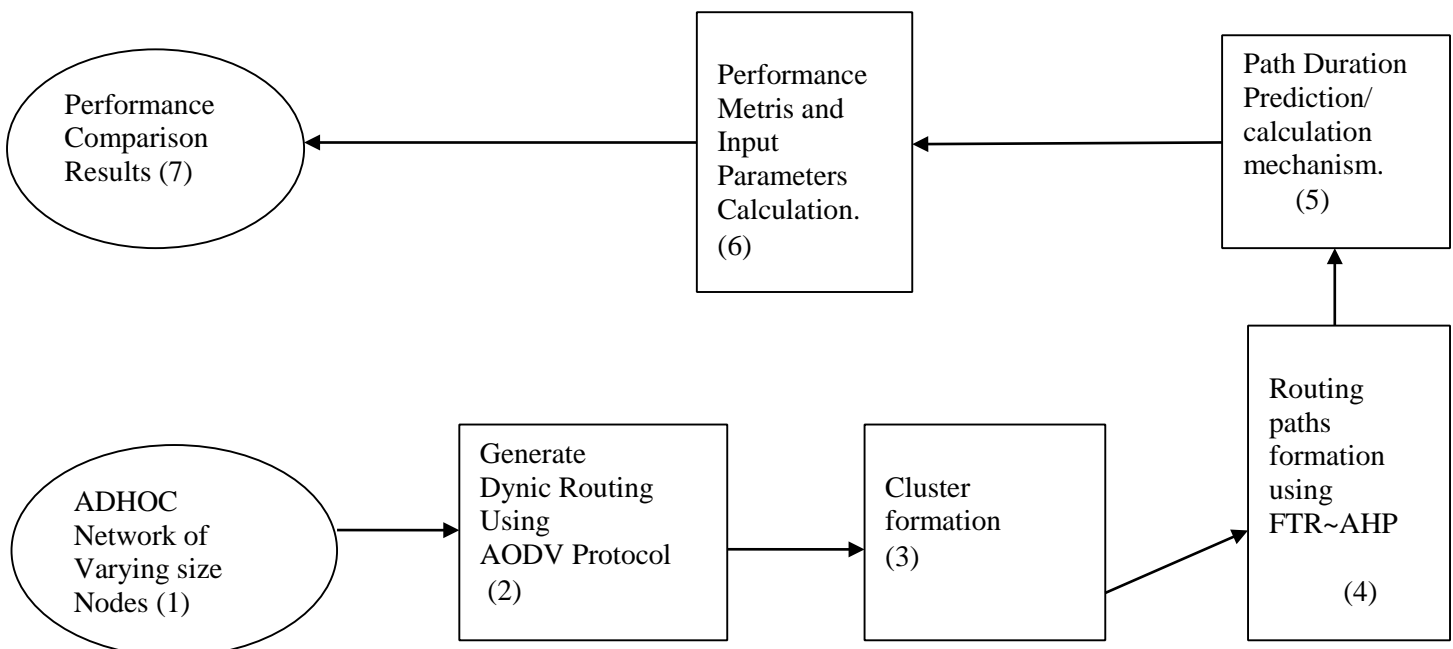 Performance
Comparison
Results (7)
Performance
Metris and
Input
Parameters
Calculation.
(6)
Path Duration
Prediction/
calculation
mechanism.
(5)
ADHOC
Network of
Varying size
Nodes (1)
Generate
Dynic Routing
Using
AODV Protocol
(2)
Cluster
formation
(3)
Routing
paths
formation
using
FTR~AHP
(4)